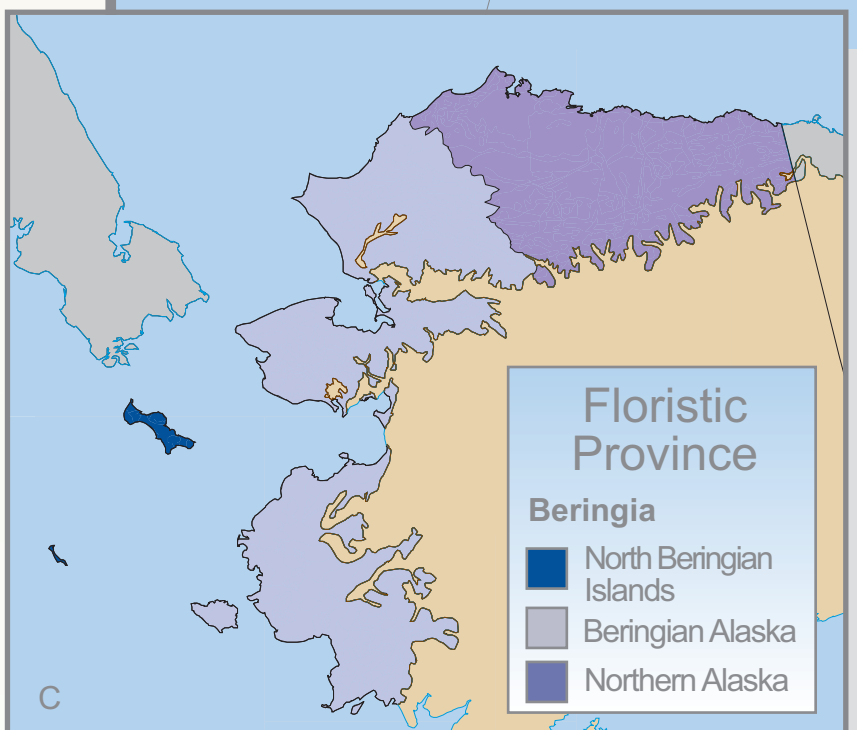 Floristic
Province
Beringia
North Beringian
Islands
Beringian Alaska
Northern Alaska
C